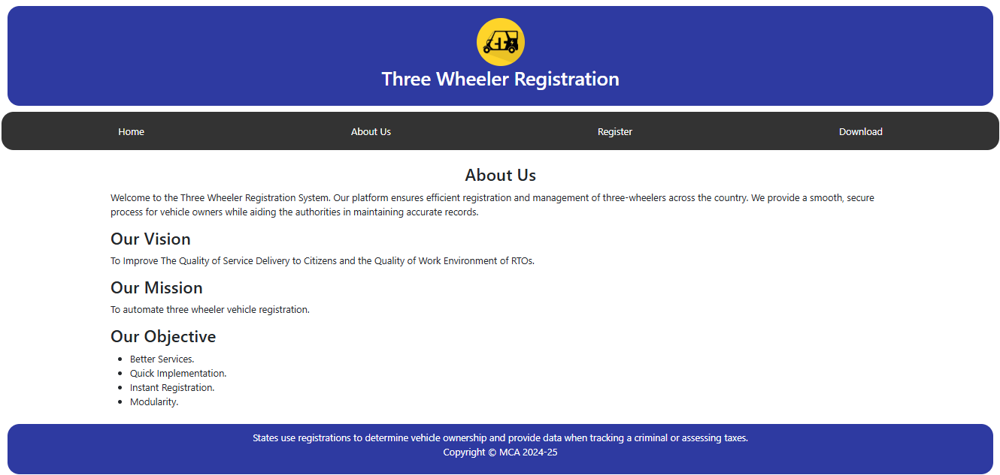 Three Wheeler Registration
Home About Us Register Download
About Us
Welcome to the Three Wheeler Registration System. Our platform ensures efficient registration and management of three-wheelers across the country. We provide a smooth, secure
process for vehicle owners while aiding the authorities in maintaining accurate records.
Our Vision
To Improve The Quality of Service Delivery to Citizens and the Quality of Work Environment of RTOs.
Our Mission
To automate three wheeler vehicle registration.
Our Objective
• Better Services.
• Quick Implementation.
• Instant Registration.
• Modularity.
States use registrations to determine vehicle ownership and provide data when tracking a criminal or assessing taxes.
Copyright © MCA 2024-25